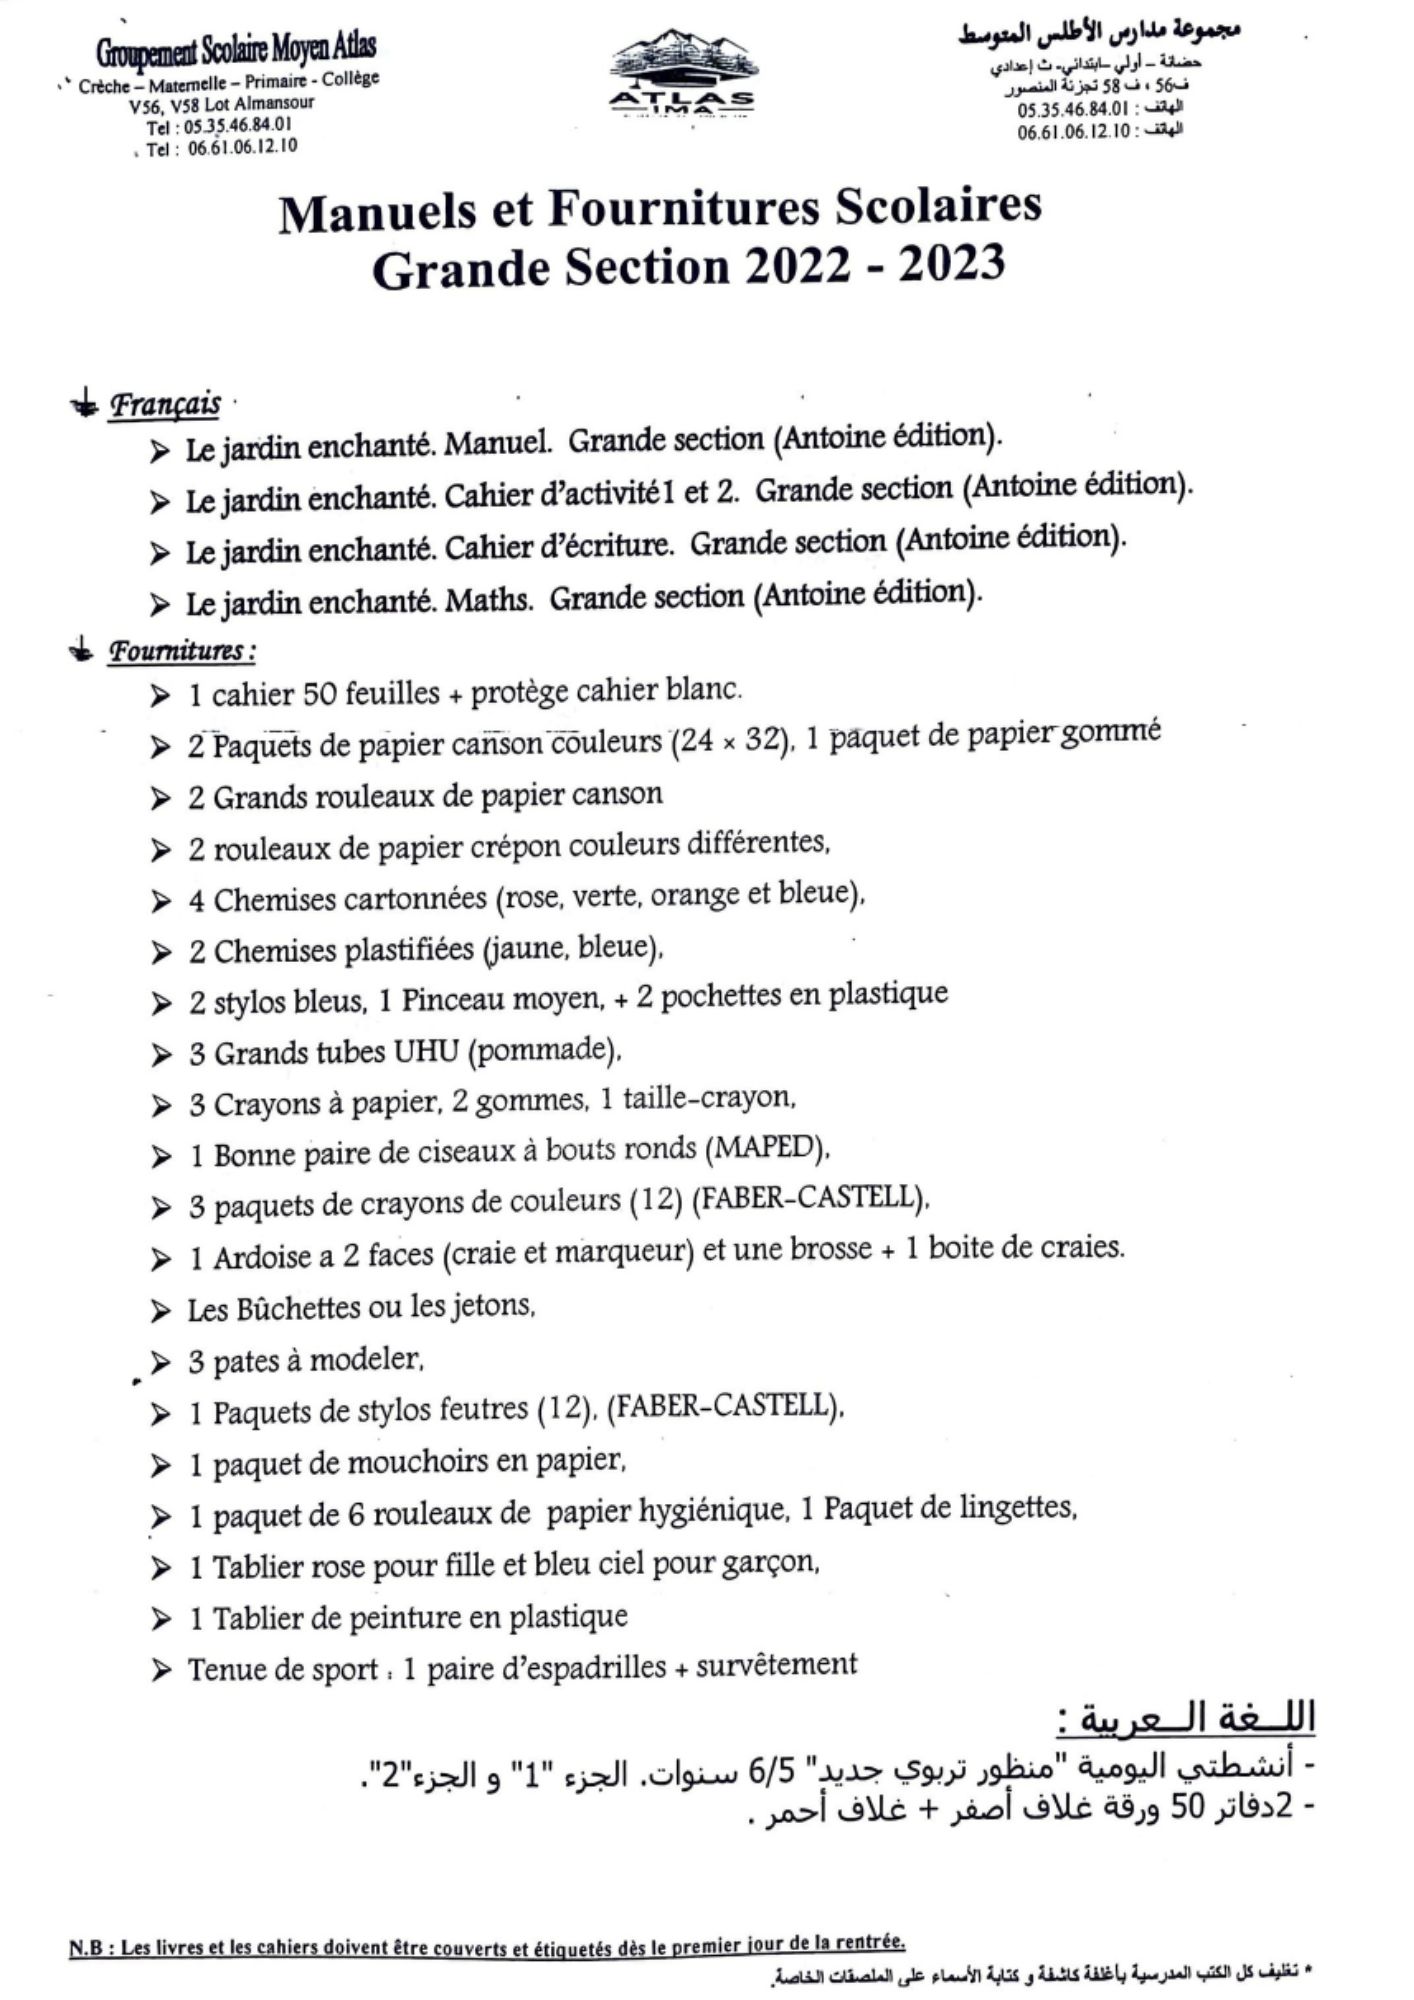 Groupement Scolaire Moyen Atlas
Crèche – Maternelle – Primaire - Collège
V56, V58 Lot Almansour
Tel : 05.35.46.84.01
Tel : 06.61.06.12.10
ATLAS
IMA
مجموعة مدارس الأطلس المتوسط
حضانة – أولي –ابتدائي- ث إعدادي
ف56 ، ف 58 تجزئة المنصور
الهاتف : 05.35.46.84.01
الهاتف : 06.61.06.12.10
Manuels et Fournitures Scolaires
Grande Section 2022 - 2023
Français
➢ Le jardin enchanté. Manuel. Grande section (Antoine édition).
➢ Le jardin enchanté. Cahier d’activité1 et 2. Grande section (Antoine édition).
➢ Le jardin enchanté. Cahier d’écriture. Grande section (Antoine édition).
➢ Le jardin enchanté. Maths. Grande section (Antoine édition).
Fournitures :
➢ 1 cahier 50 feuilles + protège cahier blanc.
➢ 2 Paquets de papier canson couleurs (24 × 32), 1 paquet de papier gommé
➢ 2 Grands rouleaux de papier canson
➢ 2 rouleaux de papier crépon couleurs différentes,
➢ 4 Chemises cartonnées (rose, verte, orange et bleue),
➢ 2 Chemises plastifiées (jaune, bleue),
➢ 2 stylos bleus, 1 Pinceau moyen, + 2 pochettes en plastique
➢ 3 Grands tubes UHU (pommade),
➢ 3 Crayons à papier, 2 gommes, 1 taille-crayon,
➢ 1 Bonne paire de ciseaux à bouts ronds (MAPED),
➢ 3 paquets de crayons de couleurs (12) (FABER-CASTELL),
➢ 1 Ardoise a 2 faces (craie et marqueur) et une brosse + 1 boite de craies.
➢ Les Bûchettes ou les jetons,
➢ 3 pates à modeler,
➢ 1 Paquets de stylos feutres (12), (FABER-CASTELL),
➢ 1 paquet de mouchoirs en papier,
➢ 1 paquet de 6 rouleaux de papier hygiénique, 1 Paquet de lingettes,
➢ 1 Tablier rose pour fille et bleu ciel pour garçon,
➢ 1 Tablier de peinture en plastique
➢ Tenue de sport : 1 paire d’espadrilles + survêtement
اللــغة الــعربية :
- أنشطتي اليومية "منظور تربوي جديد" 6/5 سنوات. الجزء "1" و الجزء"2".
- 2دفاتر 50 ورقة غلاف أصفر + غلاف أحمر .
N.B : Les livres et les cahiers doivent être couverts et étiquetés dès le premier jour de la rentrée.
* تغليف كل الكتب المدرسية بأغلفة كاشفة و كتابة الأسماء على الملصقات الخاصة.